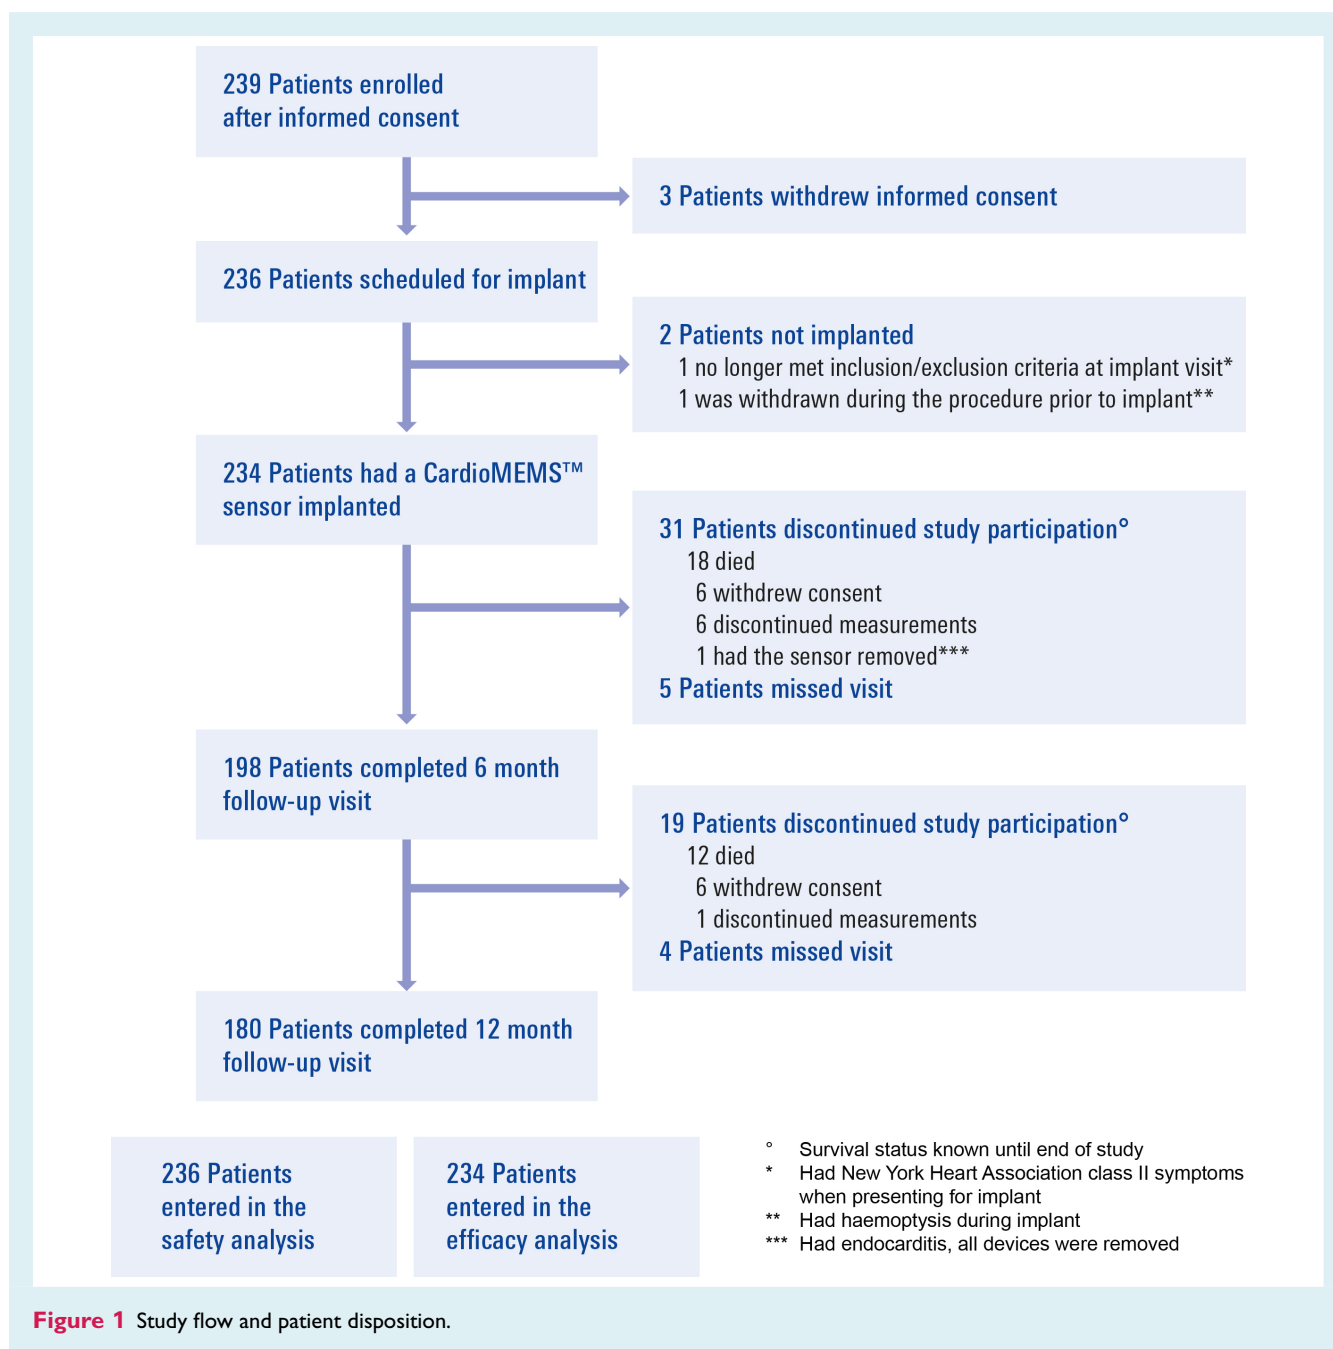 239 Patients enrolled
after informed consent
3 Patients withdrew informed consent
236 Patients scheduled for implant
2 Patients not implanted
1 no longer met inclusion/exclusion criteria at implant visit*
1 was withdrawn during the procedure prior to implant**
234 Patients had a CardioMEMS™
sensor implanted
31 Patients discontinued study participation°
18 died
6 withdrew consent
6 discontinued measurements
1 had the sensor removed***
5 Patients missed visit
198 Patients completed 6 month
follow-up visit
19 Patients discontinued study participation°
12 died
6 withdrew consent
1 discontinued measurements
4 Patients missed visit
180 Patients completed 12 month
follow-up visit
236 Patients
entered in the
safety analysis
234 Patients
entered in the
efficacy analysis
° Survival status known until end of study
* Had New York Heart Association class II symptoms
when presenting for implant
** Had haemoptysis during implant
*** Had endocarditis, all devices were removed
Figure 1 Study flow and patient disposition.